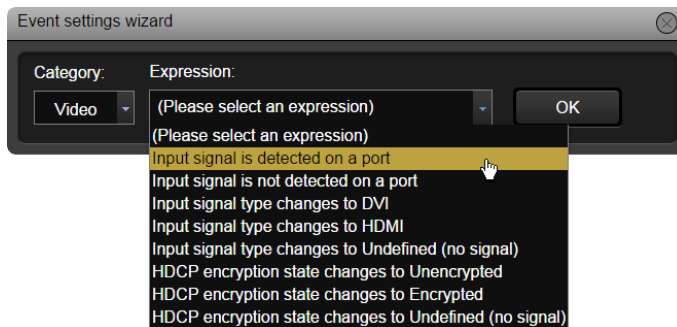 Event settings wizard
Category: Expression:
Video (Please select an expression) OK
(Please select an expression)
Input signal is detected on a port
Input signal is not detected on a port
Input signal type changes to DVI
Input signal type changes to HDMI
Input signal type changes to Undefined (no signal)
HDCP encryption state changes to Unencrypted
HDCP encryption state changes to Encrypted
HDCP encryption state changes to Undefined (no signal)